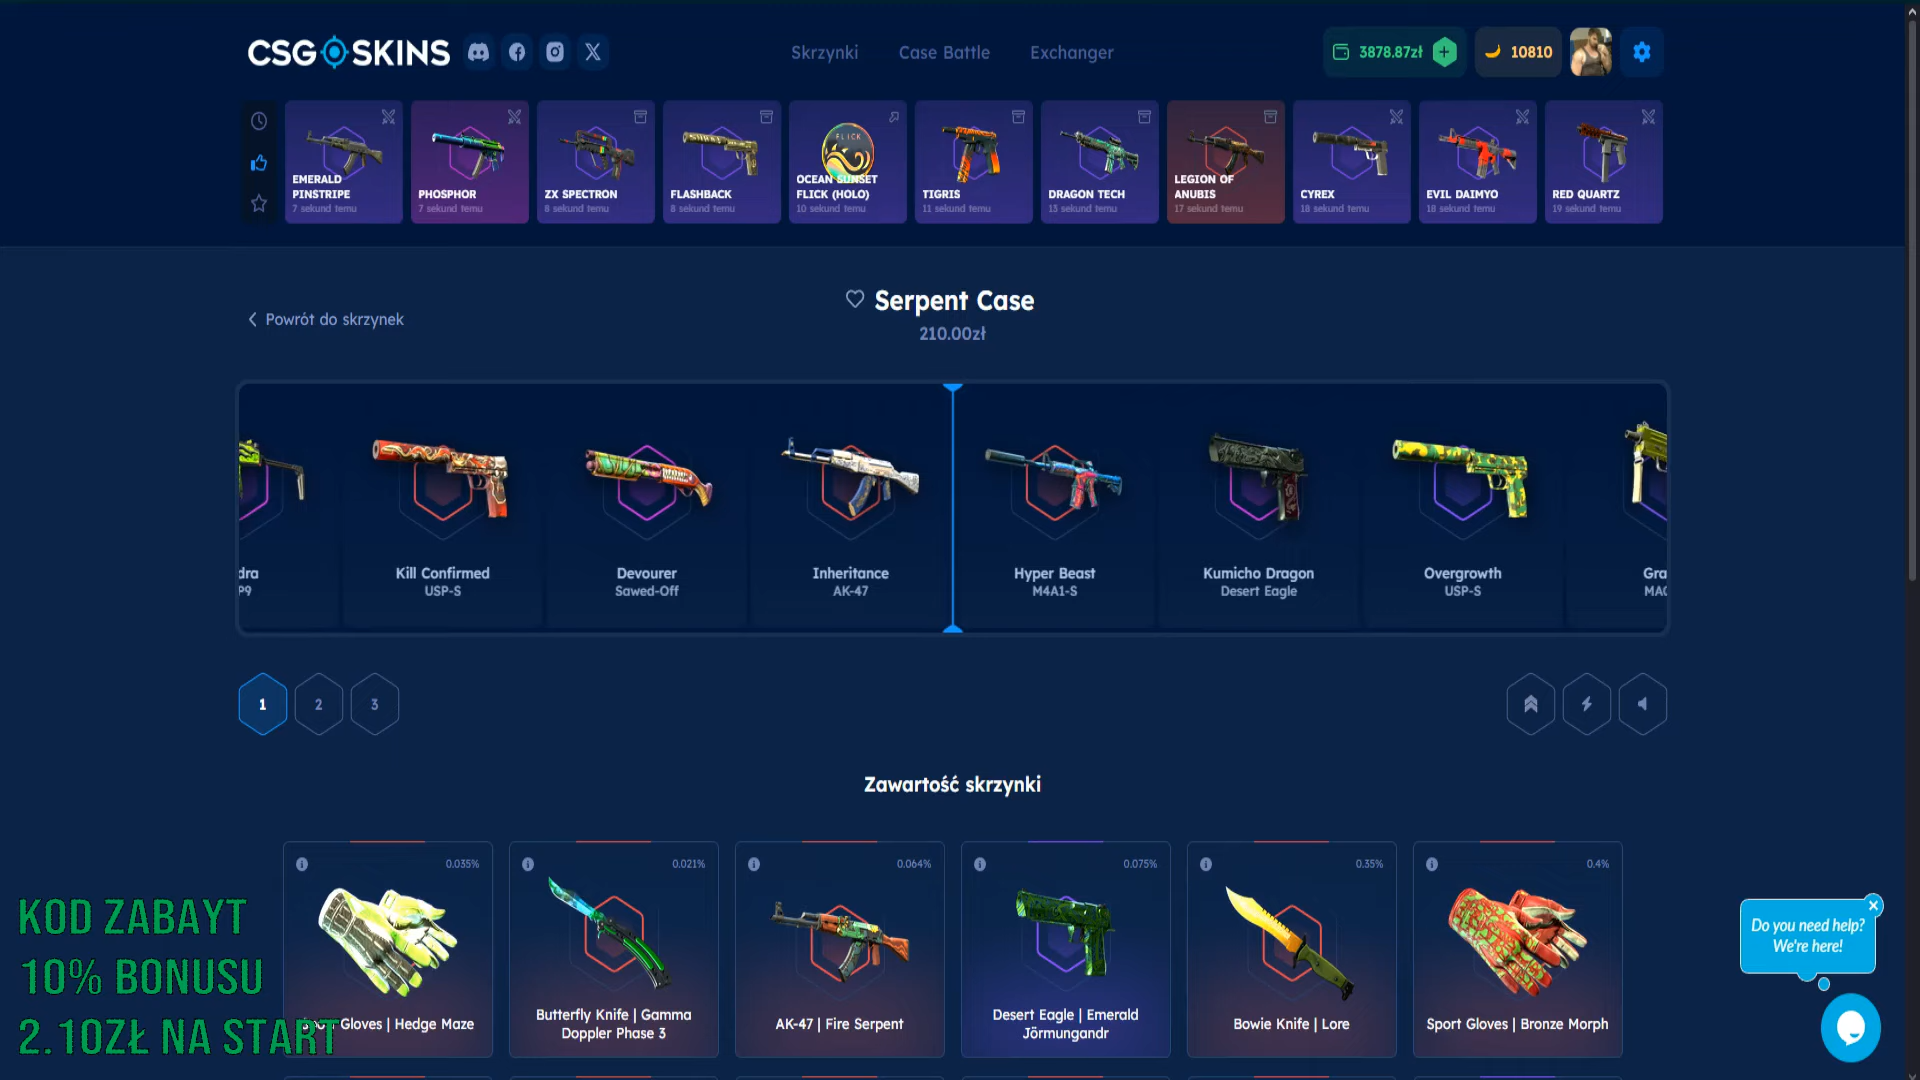 CSG SKINS
Skrzynki
Case Battle
Exchanger
3878.87zł
10810
EMERALD
PINSTRIPE
7 sekund temu
PHOSPHOR
7 sekund temu
ZX SPECTRON
8 sekund temu
FLASHBACK
8 sekund temu
FLICK
OCEAN SUNSET
FLICK (HOLO)
10 sekund temu
TIGRIS
11 sekund temu
DRAGON TECH
13 sekund temu
LEGION OF
ANUBIS
17 sekund temu
CYREX
18 sekund temu
EVIL DAIMYO
18 sekund temu
RED QUARTZ
19 sekund temu
Powrót do skrzynek
Serpent Case
210.00zł
dra
P9
Kill Confirmed
USP-S
Devourer
Sawed-Off
Inheritance
AK-47
Hyper Beast
M4A1-S
Kumicho Dragon
Desert Eagle
Overgrowth
USP-S
Gra
MAC
1
2
3
Zawartość skrzynki
0.035%
Gloves | Hedge Maze
0.021%
Butterfly Knife | Gamma
Doppler Phase 3
0.064%
AK-47 | Fire Serpent
0.075%
Desert Eagle | Emerald
Jörmungandr
0.35%
Bowie Knife | Lore
0.4%
Sport Gloves | Bronze Morph
KOD ZABAYT
10% BONUSU
2.10ZŁ NA START
Do you need help?
We're here!